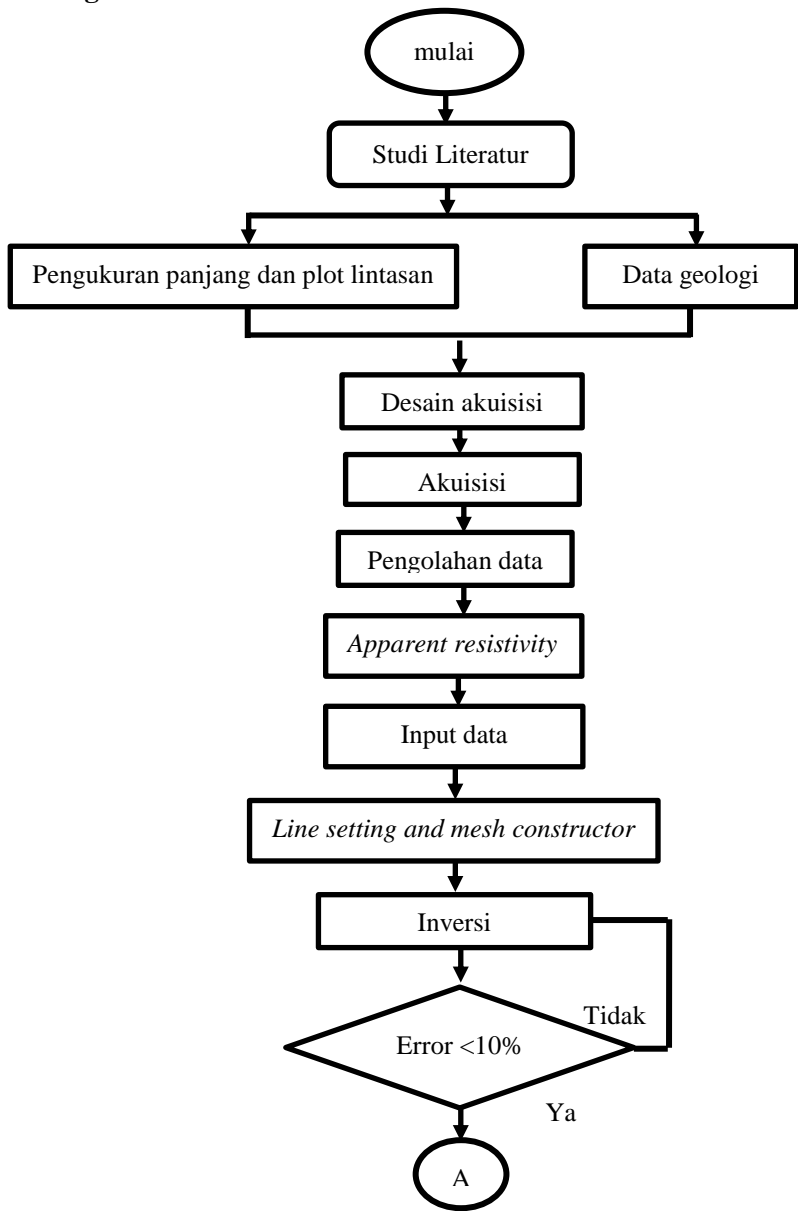 mulai
Studi Literatur
Pengukuran panjang dan plot lintasan
Data geologi
Desain akuisisi
Akuisisi
Pengolahan data
Apparent resistivity
Input data
Line setting and mesh constructor
Inversi
Tidak
Error <10%
Ya
A